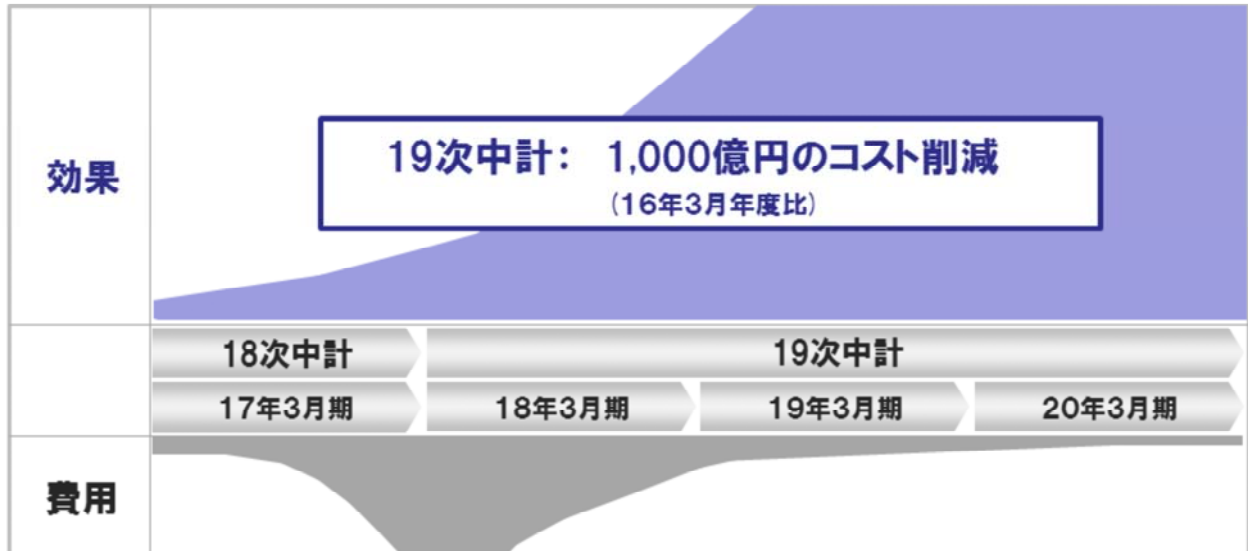 効果
19次中計： 1,000億円のコスト削減
(16年3月年度比)
18次中計
19次中計
17年3月期
18年3月期
19年3月期
20年3月期
費用